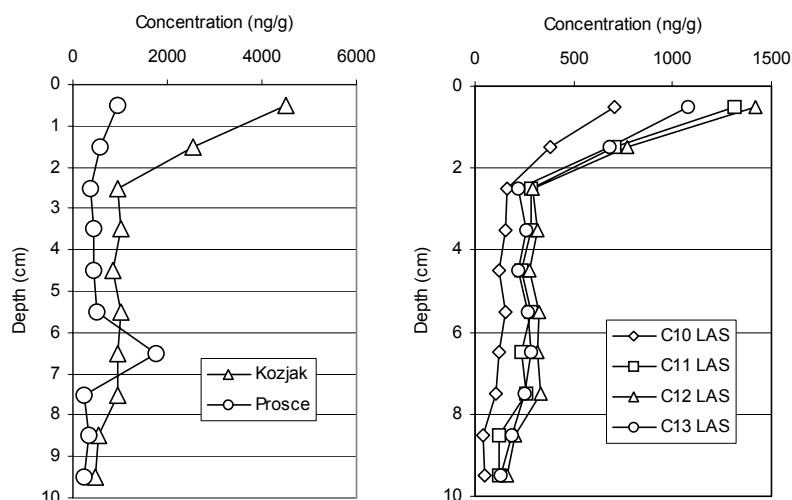 Concentration (ng/g)
0 2000 4000 6000
0
1
2
3
4
5
6
7
8
9
10
Depth (cm)
Kozjak
Prosce
Concentration (ng/g)
0 500 1000 1500
0
2
4
6
8
10
Depth (cm)
C10 LAS
C11 LAS
C12 LAS
C13 LAS